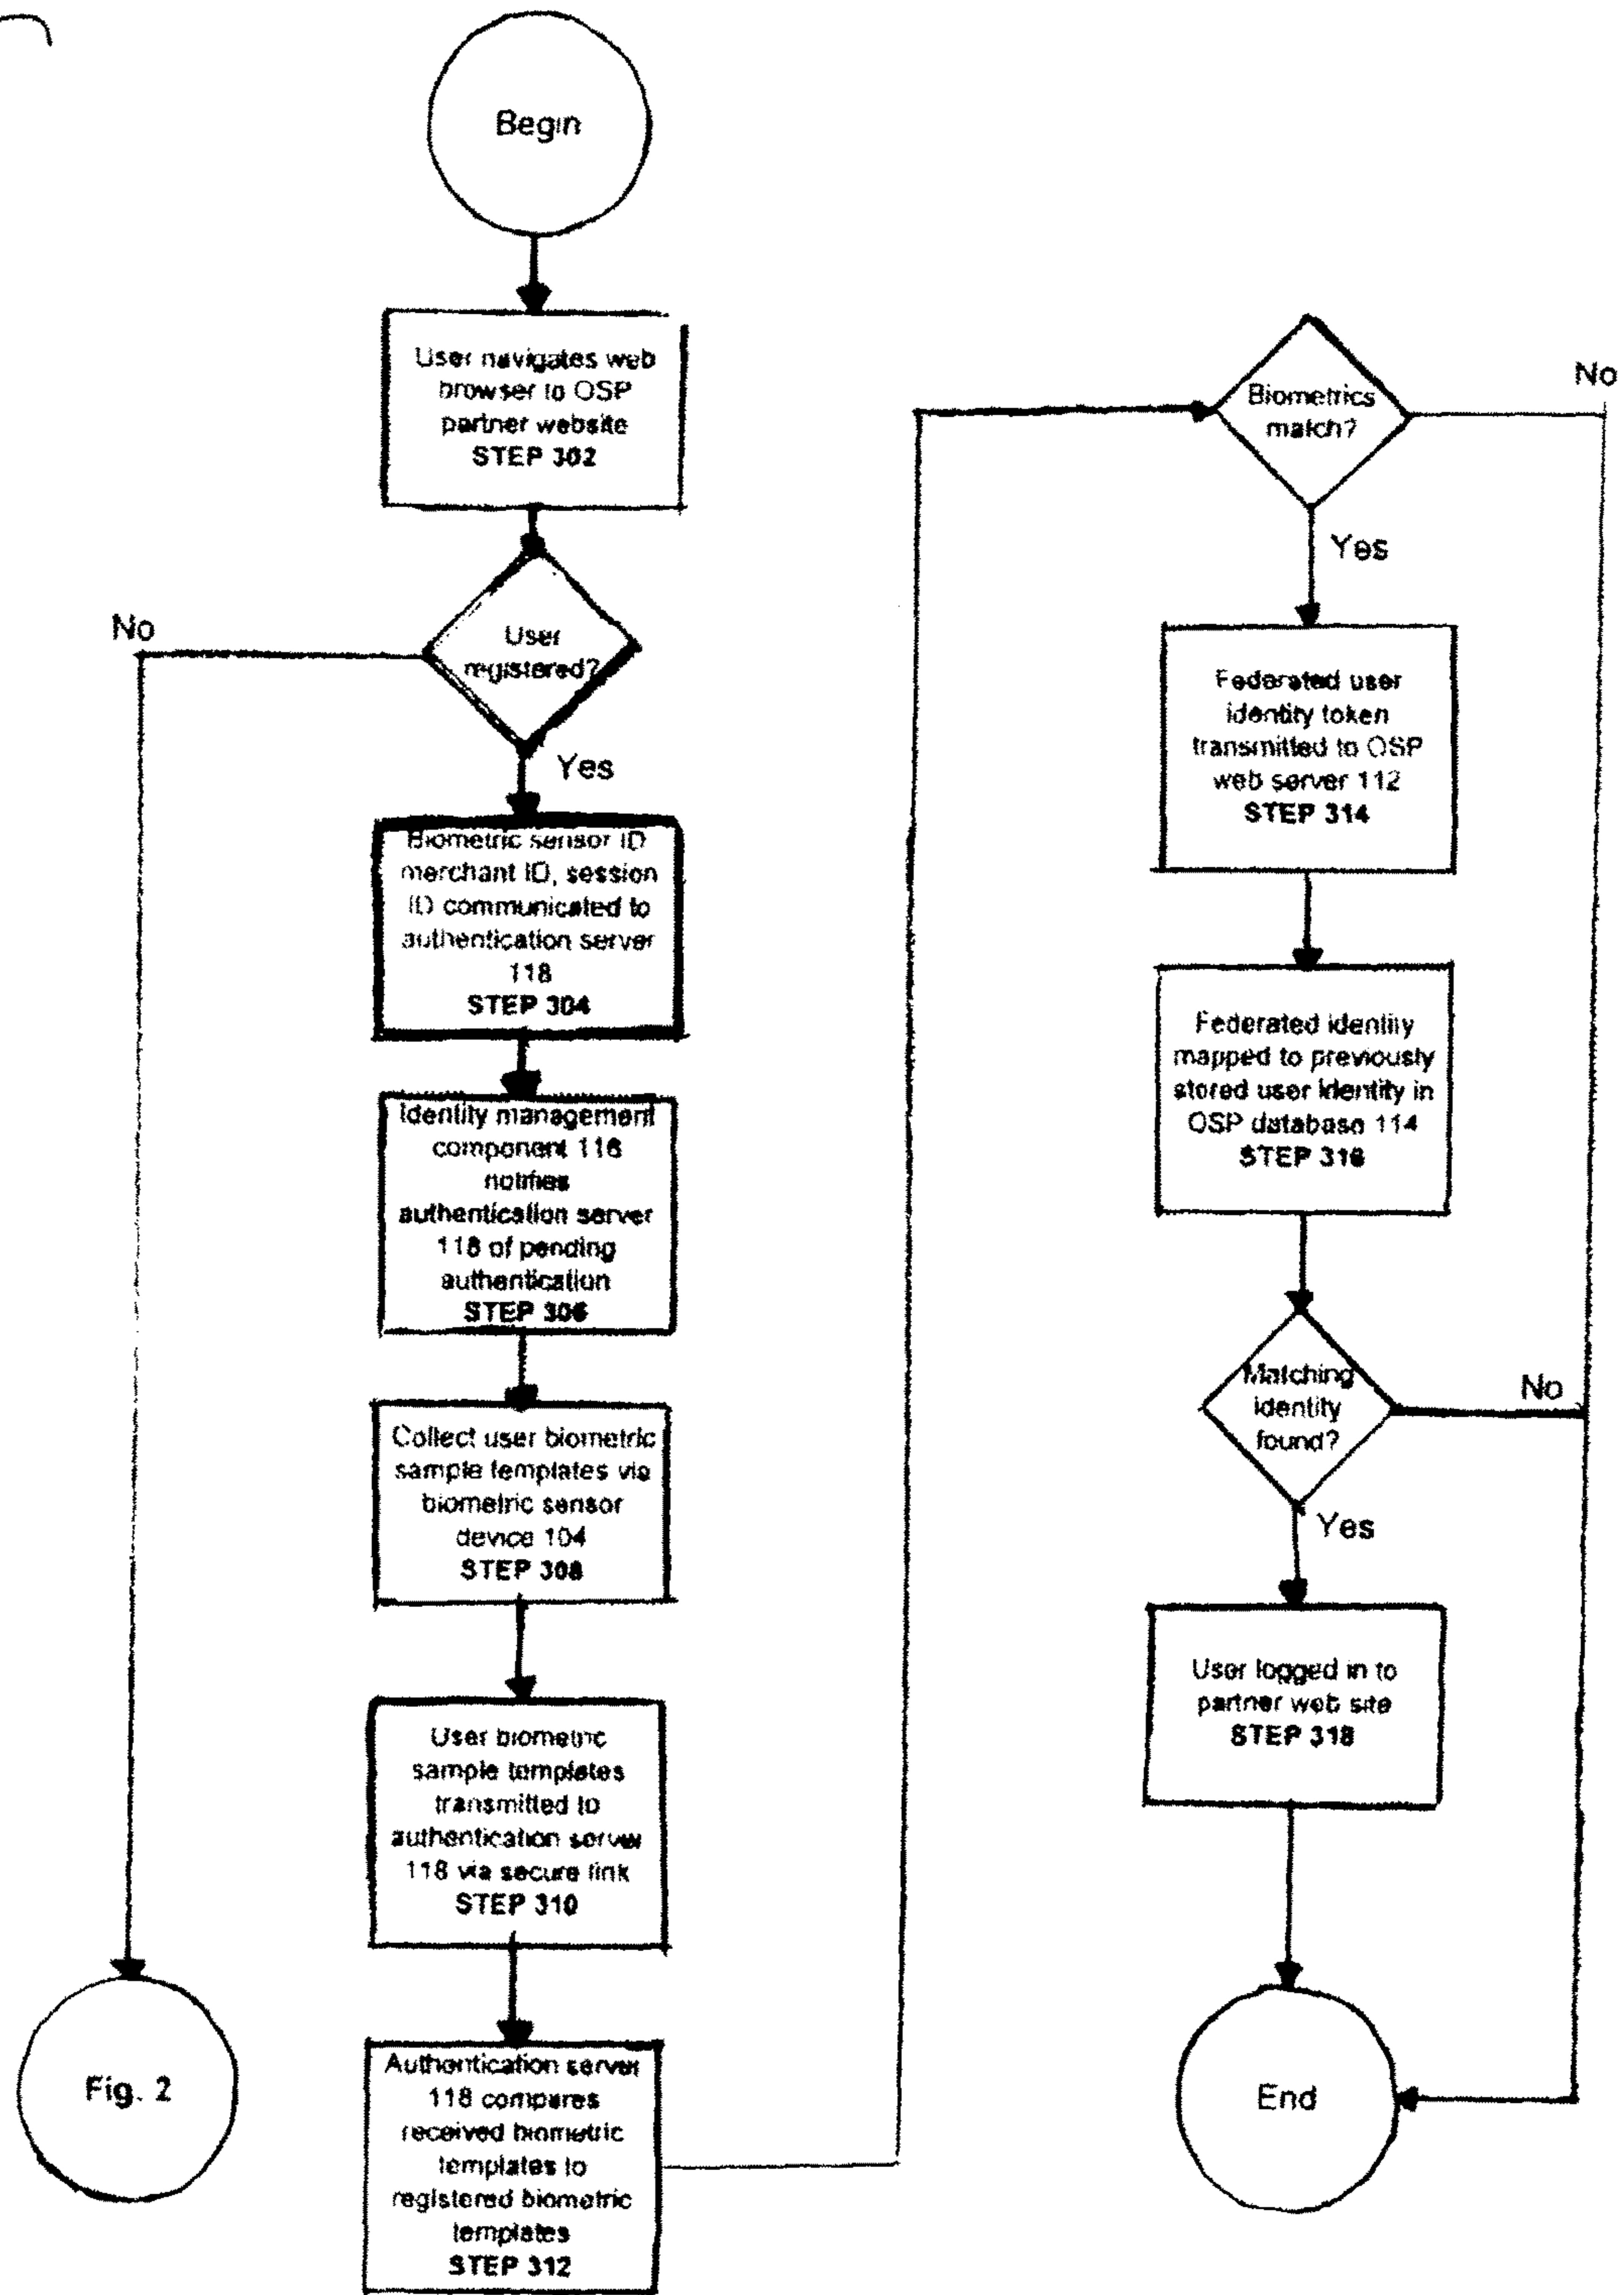 Begin
User navigates web
browser to OSP
partner website
STEP 302
User
registered?
No
Yes
Biometric sensor ID
merchant ID, session
ID communicated to
authentication server
118
STEP 304
Identity management
component 116
notifies
authentication server
118 of pending
authentication
STEP 306
Collect user biometric
sample templates via
biometric sensor
device 104
STEP 308
User biometric
sample templates
transmitted to
authentication server
118 via secure link
STEP 310
Authentication server
118 compares
received biometric
templates to
registered biometric
templates
STEP 312
Fig. 2
Biometrics
match?
No
Yes
Federated user
identity token
transmitted to OSP
web server 112
STEP 314
Federated identity
mapped to previously
stored user identity in
OSP database 114
STEP 316
Matching
identity
found?
No
Yes
User logged in to
partner web site
STEP 318
End